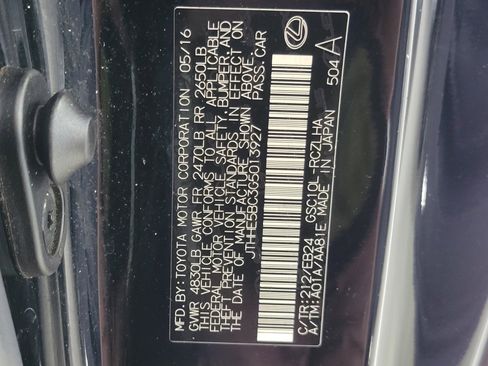 MFD.BY:TOYOTA MOTOR CORPORATION 05/16
GVWR 4830LB GAWR FR 2470LB RR 2650LB
THIS VEHICLE CONFORMS TO ALL APPLICABLE
FEDERAL MOTOR VEHICLE SAFETY, BUMPER, AND
THEFT PREVENTION STANDARDS IN EFFECT ON
THE DATE OF MANUFACTURE SHOWN ABOVE.
JTHHE5BC3G5013927 PASS.CAR
C/TR:212/EB24 GSC10L-RCZLHA
A/TM:A01A/AA81E MADE IN JAPAN
504 A